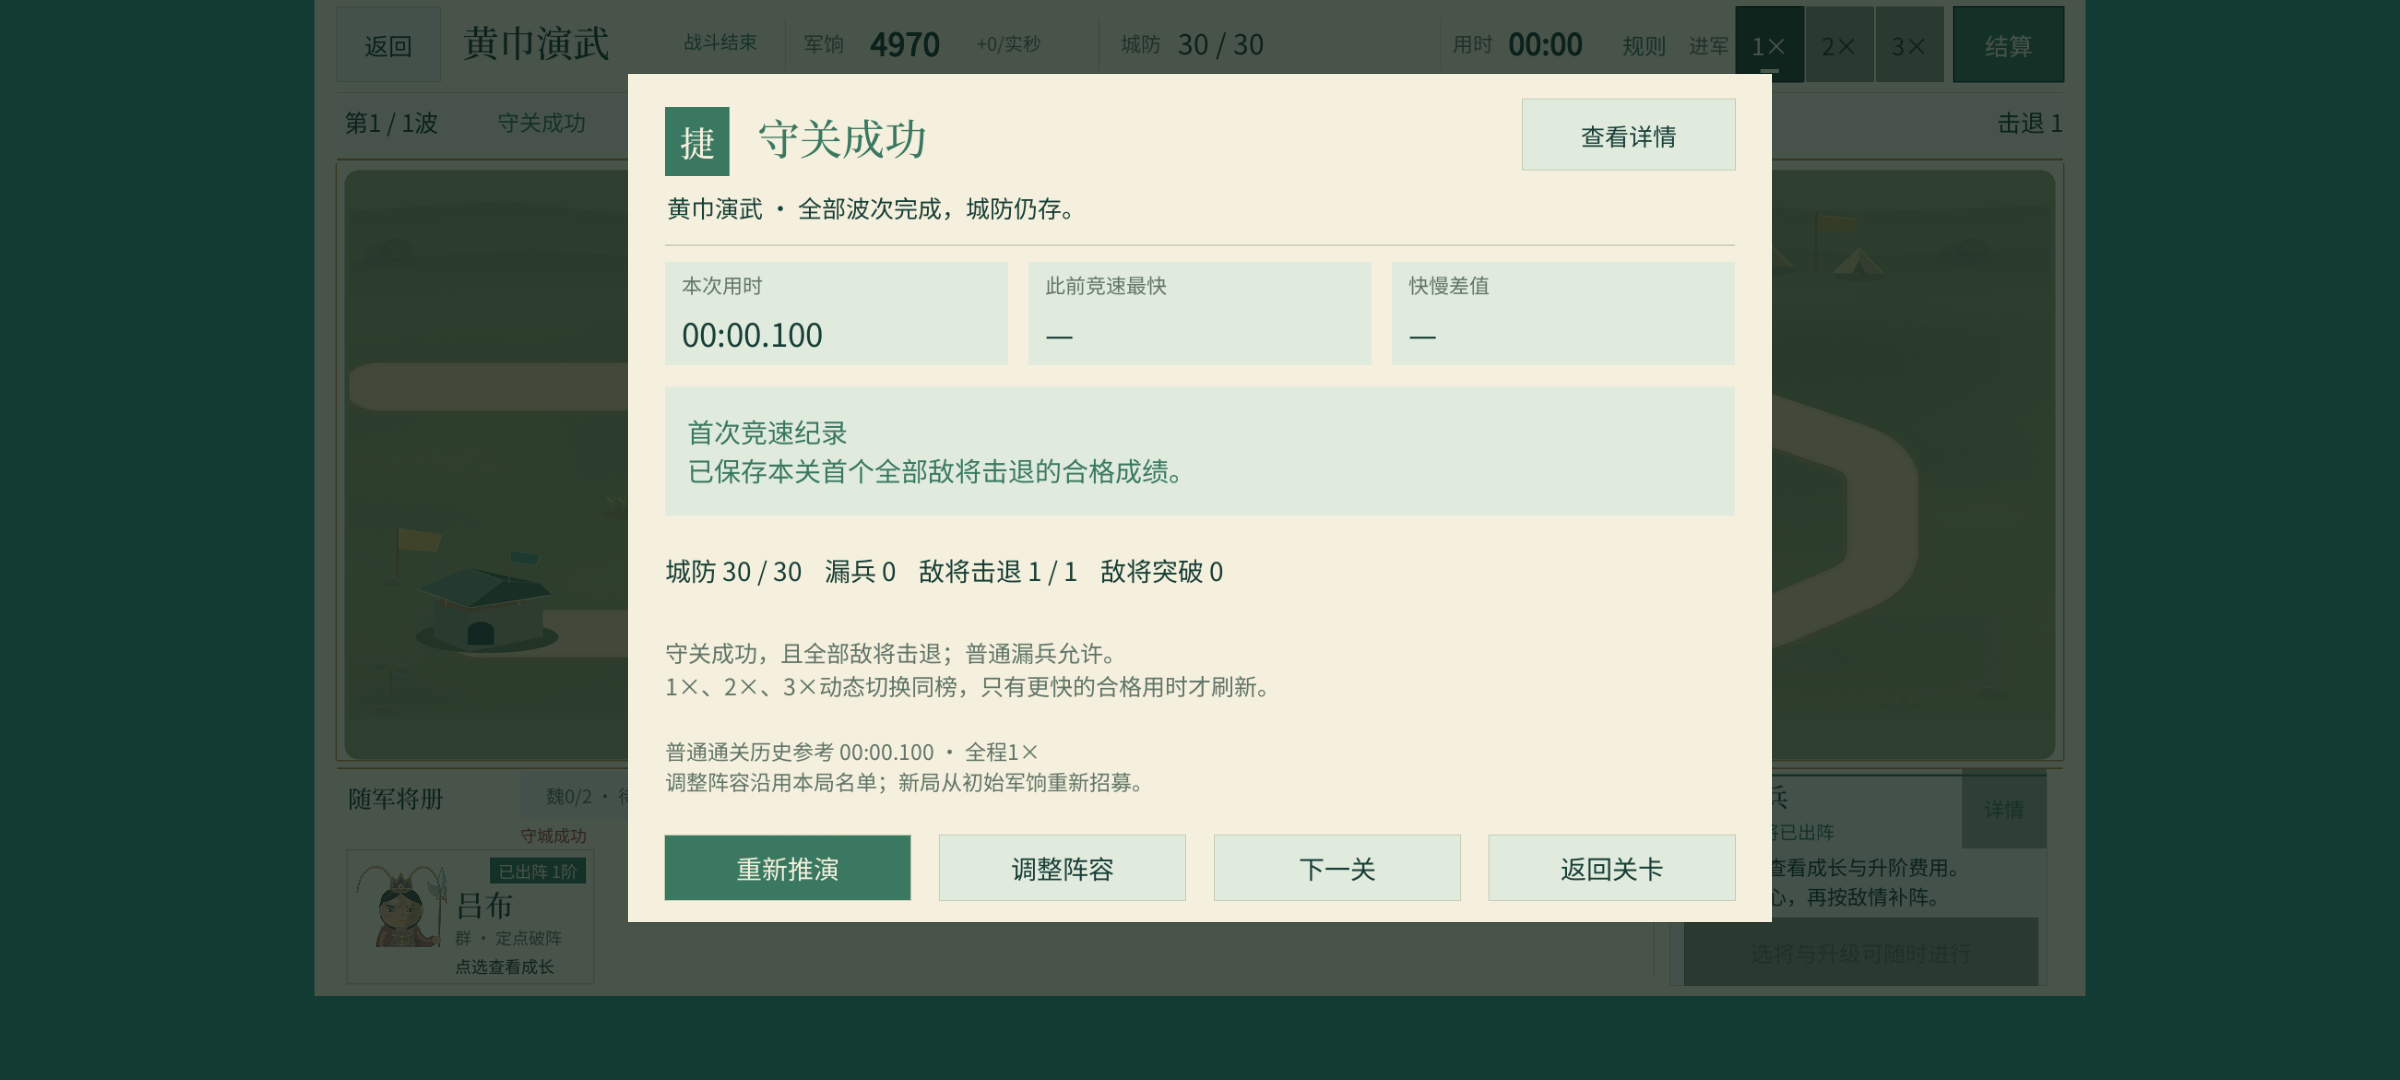 返回
黄巾演武
战斗结束
军饷 4970 +0/实秒
城防 30 / 30
用时 00:00
规则
进军
1×
2×
3×
结算
第1 / 1波
守关成功
击退 1
捷
守关成功
查看详情
黄巾演武 · 全部波次完成，城防仍存。
本次用时
00:00.100
此前竞速最快
—
快慢差值
—
首次竞速纪录
已保存本关首个全部敌将击退的合格成绩。
城防 30 / 30 漏兵 0 敌将击退 1 / 1 敌将突破 0
守关成功，且全部敌将击退；普通漏兵允许。
1×、2×、3×动态切换同榜，只有更快的合格用时才刷新。
普通通关历史参考 00:00.100 · 全程1×
调整阵容沿用本局名单；新局从初始军饷重新招募。
重新推演
调整阵容
下一关
返回关卡
随军将册
魏0/2 ·
守城成功
已出阵 1阶
吕布
群 · 定点破阵
点选查看成长
兵
详情
已出阵
查看成长与升阶费用。
心，再按敌情补阵。
选将与升级可随时进行